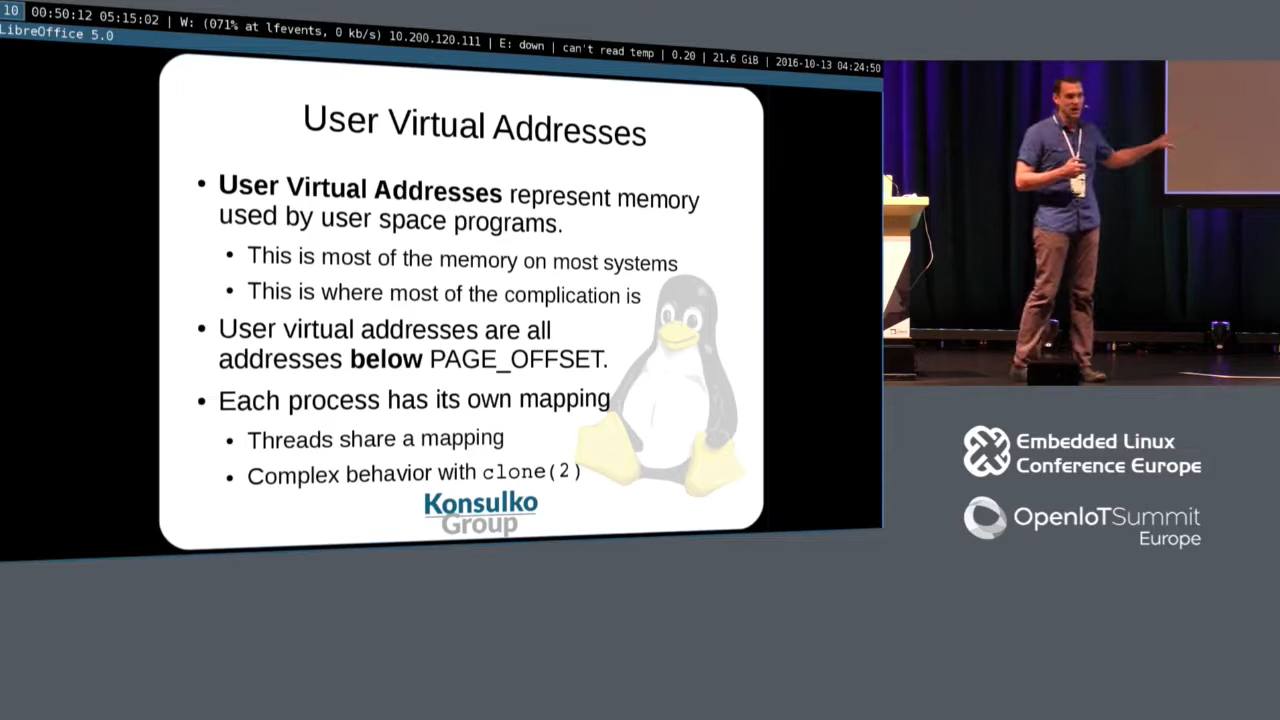 10 00:50:12 05:15:02 | W: (071% at lfevents, 0 kb/s) 10.200.120.111 | E: down | can't read temp | 0.20 | 21.6 GiB | 2016-10-13 04:24:50
LibreOffice 5.0
User Virtual Addresses
• User Virtual Addresses represent memory
used by user space programs.
• This is most of the memory on most systems
• This is where most of the complication is
• User virtual addresses are all
addresses below PAGE_OFFSET.
• Each process has its own mapping
• Threads share a mapping
• Complex behavior with clone(2)
Konsulko
Group
Embedded Linux
Conference Europe
OpenIoTSummit
Europe